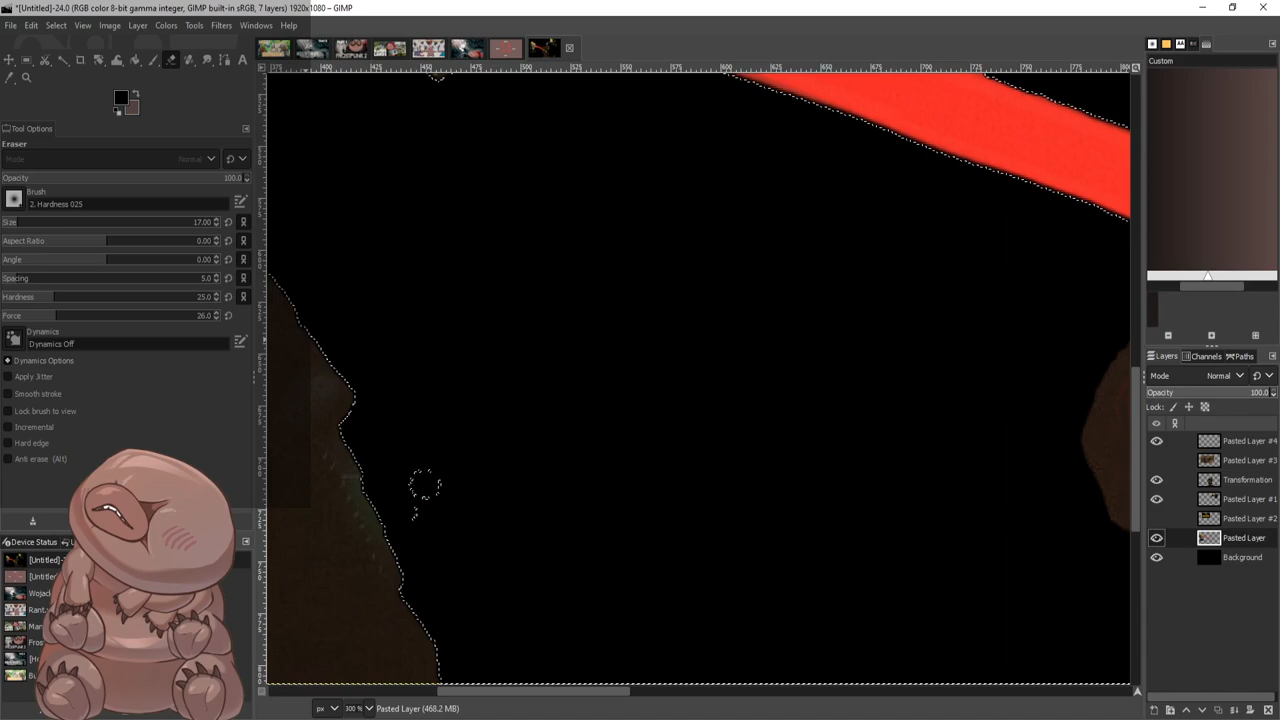 *[Untitled]-24.0 (RGB color 8-bit gamma integer, GIMP built-in sRGB, 7 layers) 1920x1080 – GIMP
File Edit Select View Image Layer Colors Tools Filters Windows Help
Tool Options
Eraser
Mode Normal
Opacity 100.0
Brush
2. Hardness 025
Size 17.00
Aspect Ratio 0.00
Angle 0.00
Spacing 5.0
Hardness 25.0
Force 26.0
Dynamics
Dynamics Off
Dynamics Options
Apply Jitter
Smooth stroke
Lock brush to view
Incremental
Hard edge
Anti erase (Alt)
Device Status
[Untitled]-
[Untitle
Wojac
Rant.
Mar
Fros
Custom
Layers Channels Paths
Mode Normal
Opacity 100.0
Lock:
Pasted Layer #4
Pasted Layer #3
Transformation
Pasted Layer #1
Pasted Layer #2
Pasted Layer
Background
px 300 % Pasted Layer (468.2 MB)